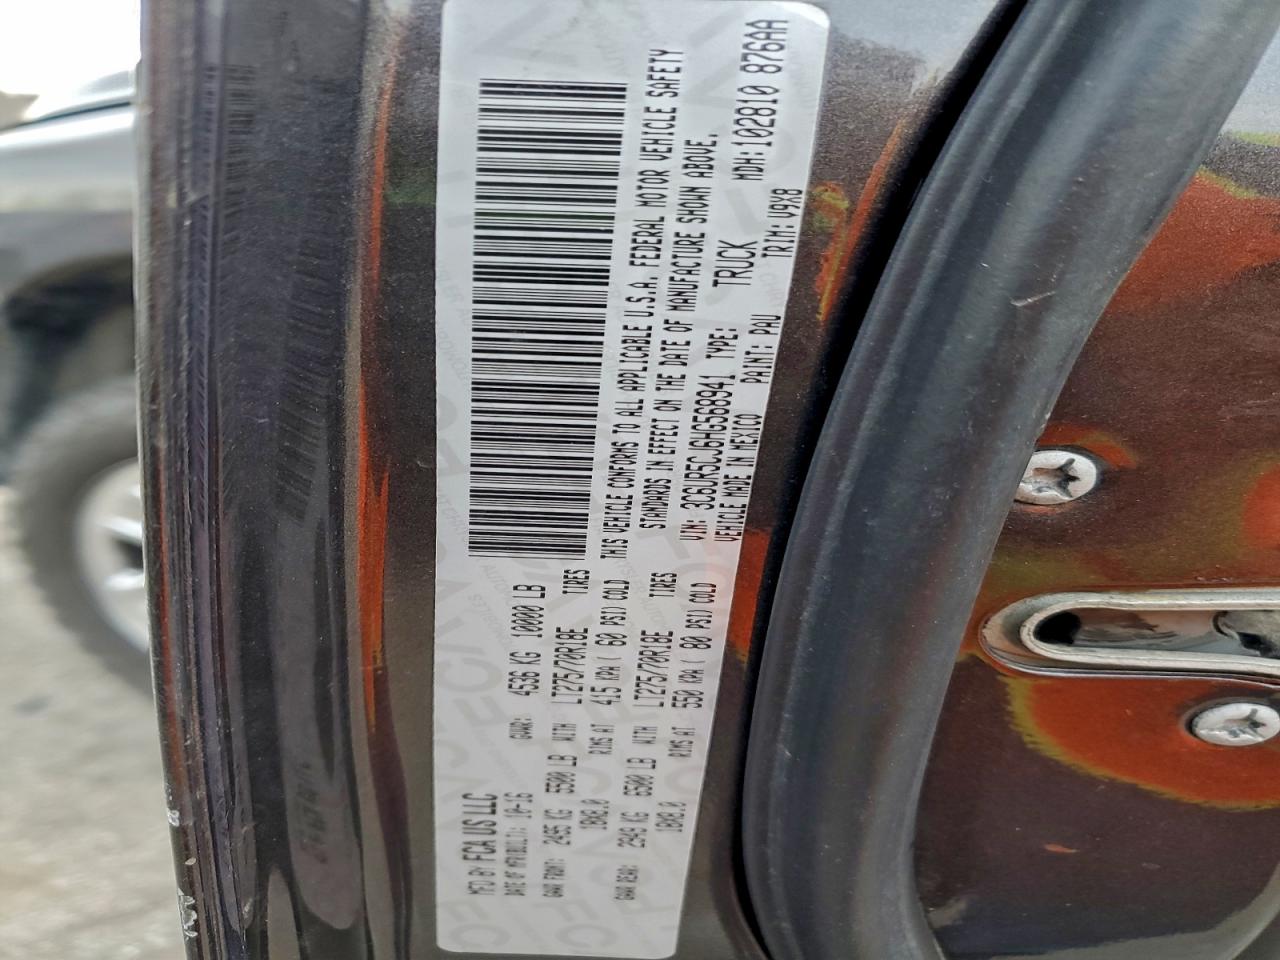 MFD BY FCA US LLC
DATE OF MFR(BUILT): 10-16 GVWR: 4536 KG 10000 LB
GAWR FRONT: 2495 KG 5500 LB WITH LT275/70R18E TIRES
18X8.0 RIMS AT 415 KPA( 60 PSI) COLD
GAWR REAR: 2949 KG 6500 LB WITH LT275/70R18E TIRES
18X8.0 RIMS AT 550 KPA( 80 PSI) COLD
THIS VEHICLE CONFORMS TO ALL APPLICABLE U.S.A. FEDERAL MOTOR VEHICLE SAFETY
STANDARDS IN EFFECT ON THE DATE OF MANUFACTURE SHOWN ABOVE.
VIN: 3C6UR5CJ6HG568941 TYPE: TRUCK MDH:102810 876AA
VEHICLE MADE IN MEXICO PAINT: PAU TRIM: V9X8